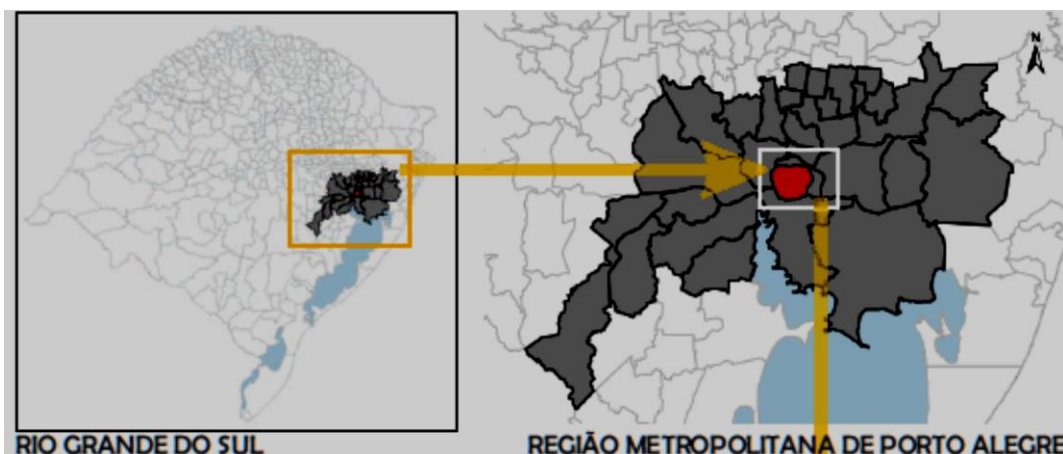 N
RIO GRANDE DO SUL
REGIÃO METROPOLITANA DE PORTO ALEGRE